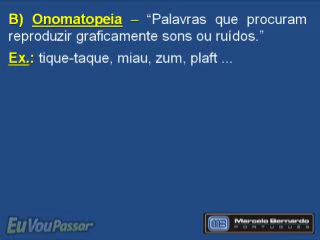 B) Onomatopeia – “Palavras que procuram
reproduzir graficamente sons ou ruídos.”
Ex.: tique-taque, miau, zum, plaft ...
EuVouPassar
MB Marcelo Bernardo
PORTUGUÊS